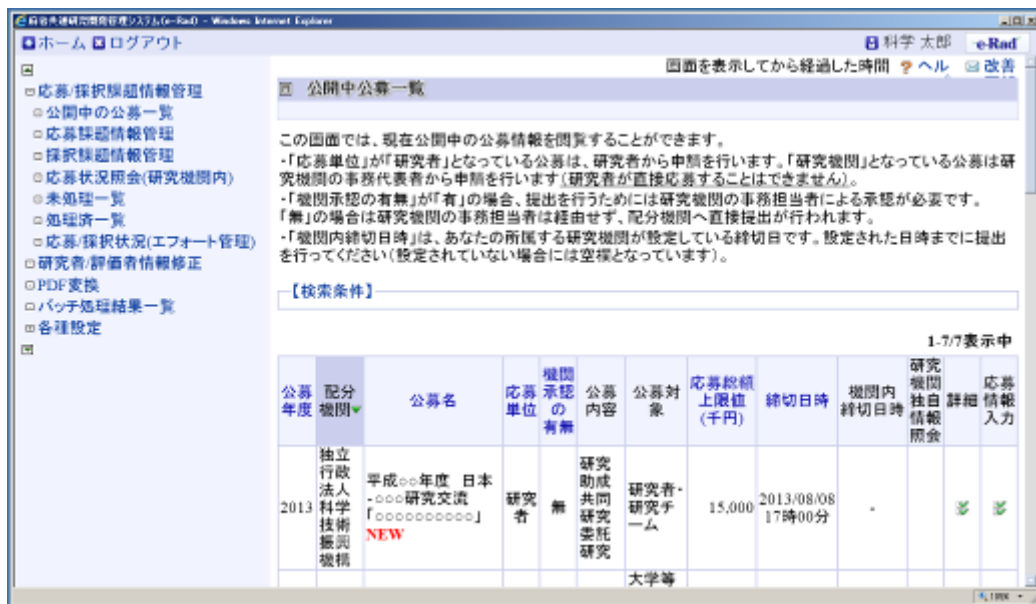 府省共通研究開発管理システム(e-Rad) - Windows Internet Explorer
ホーム ログアウト
科学 太郎 e-Rad
画面を表示してから経過した時間 ? ヘル 改善
応募/採択課題情報管理
公開中の公募一覧
応募課題情報管理
採択課題情報管理
応募状況照会(研究機関内)
未処理一覧
処理済一覧
応募/採択状況(エフォート管理)
研究者/評価者情報修正
PDF変換
バッチ処理結果一覧
各種設定
公開中公募一覧
この画面では、現在公開中の公募情報を閲覧することができます。
・「応募単位」が「研究者」となっている公募は、研究者から申請を行います。「研究機関」となっている公募は研
究機関の事務代表者から申請を行います(研究者が直接応募することはできません)。
・「機関承認の有無」が「有」の場合、提出を行うためには研究機関の事務担当者による承認が必要です。
「無」の場合は研究機関の事務担当者は経由せず、配分機関へ直接提出が行われます。
・「機関内締切日時」は、あなたの所属する研究機関が設定している締切日です。設定された日時までに提出
を行ってください(設定されていない場合には空欄となっています)。
【検索条件】
1-7/7表示中
公募
年度
配分
機関▼
公募名
応募
単位
機関
承認
の
有無
公募
内容
公募対
象
応募総額
上限値
(千円)
締切日時
機関内
締切日時
研究
機関
独自
情報
照会
詳細
応募
情報
入力
2013
独立
行政
法人
科学
技術
振興
機構
平成○○年度 日本
-○○○研究交流
「○○○○○○○○○○」
NEW
研究
者
無
研究
助成
共同
研究
委託
研究
研究者・
研究チ
ーム
15,000
2013/08/08
17時00分
-
大学等
100%